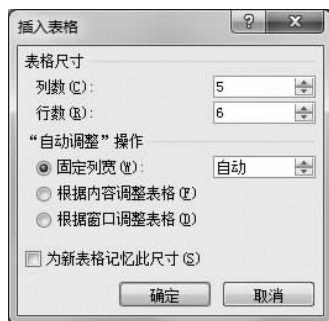 插入表格
表格尺寸
列数(C): 5
行数(R): 6
“自动调整”操作
固定列宽(W): 自动
根据内容调整表格(F)
根据窗口调整表格(D)
为新表格记忆此尺寸(S)
确定 取消